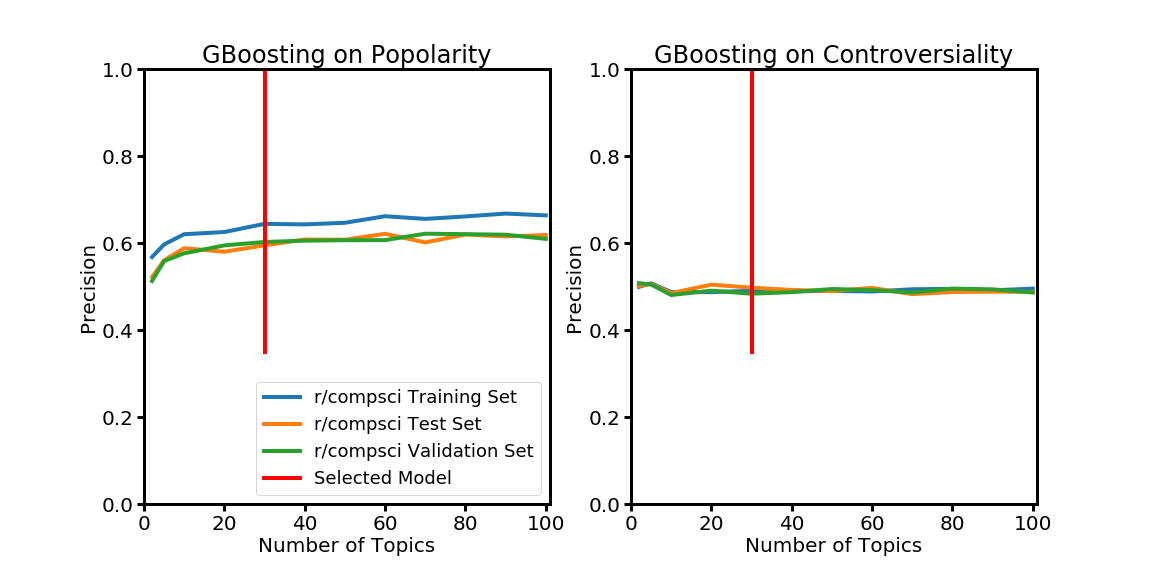 GBoosting on Popolarity
1.0
0.8
0.6
0.4
0.2
0.0
Precision
0 20 40 60 80 100
Number of Topics
r/compsci Training Set
r/compsci Test Set
r/compsci Validation Set
Selected Model
GBoosting on Controversiality
1.0
0.8
0.6
0.4
0.2
0.0
Precision
0 20 40 60 80 100
Number of Topics